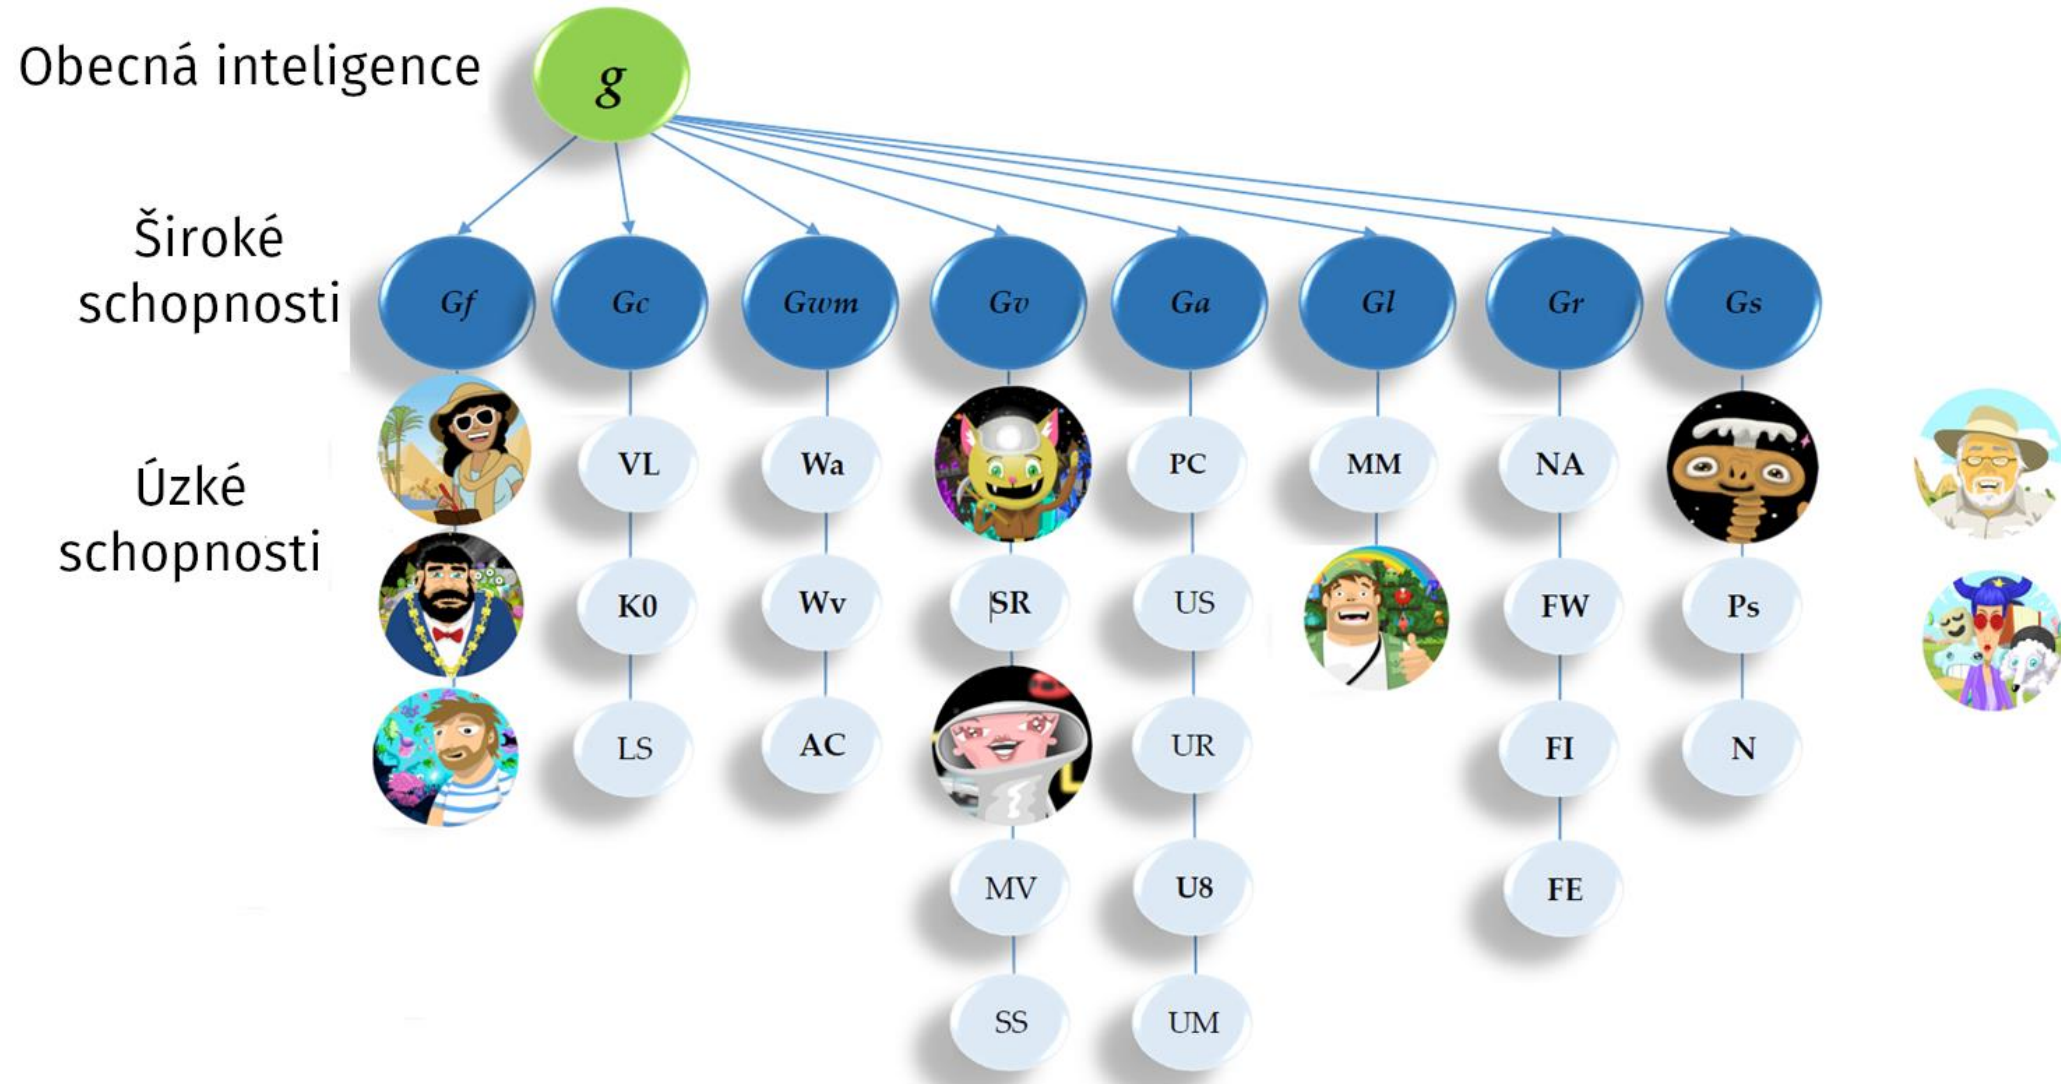 Obecná inteligence
g
Široké
schopnosti
Gf Gc Gwm Gv Ga Gl Gr Gs
Úzké
schopnosti
VL Wa PC MM NA
K0 Wv SR US FW Ps
LS AC UR FI N
MV U8 FE
SS UM